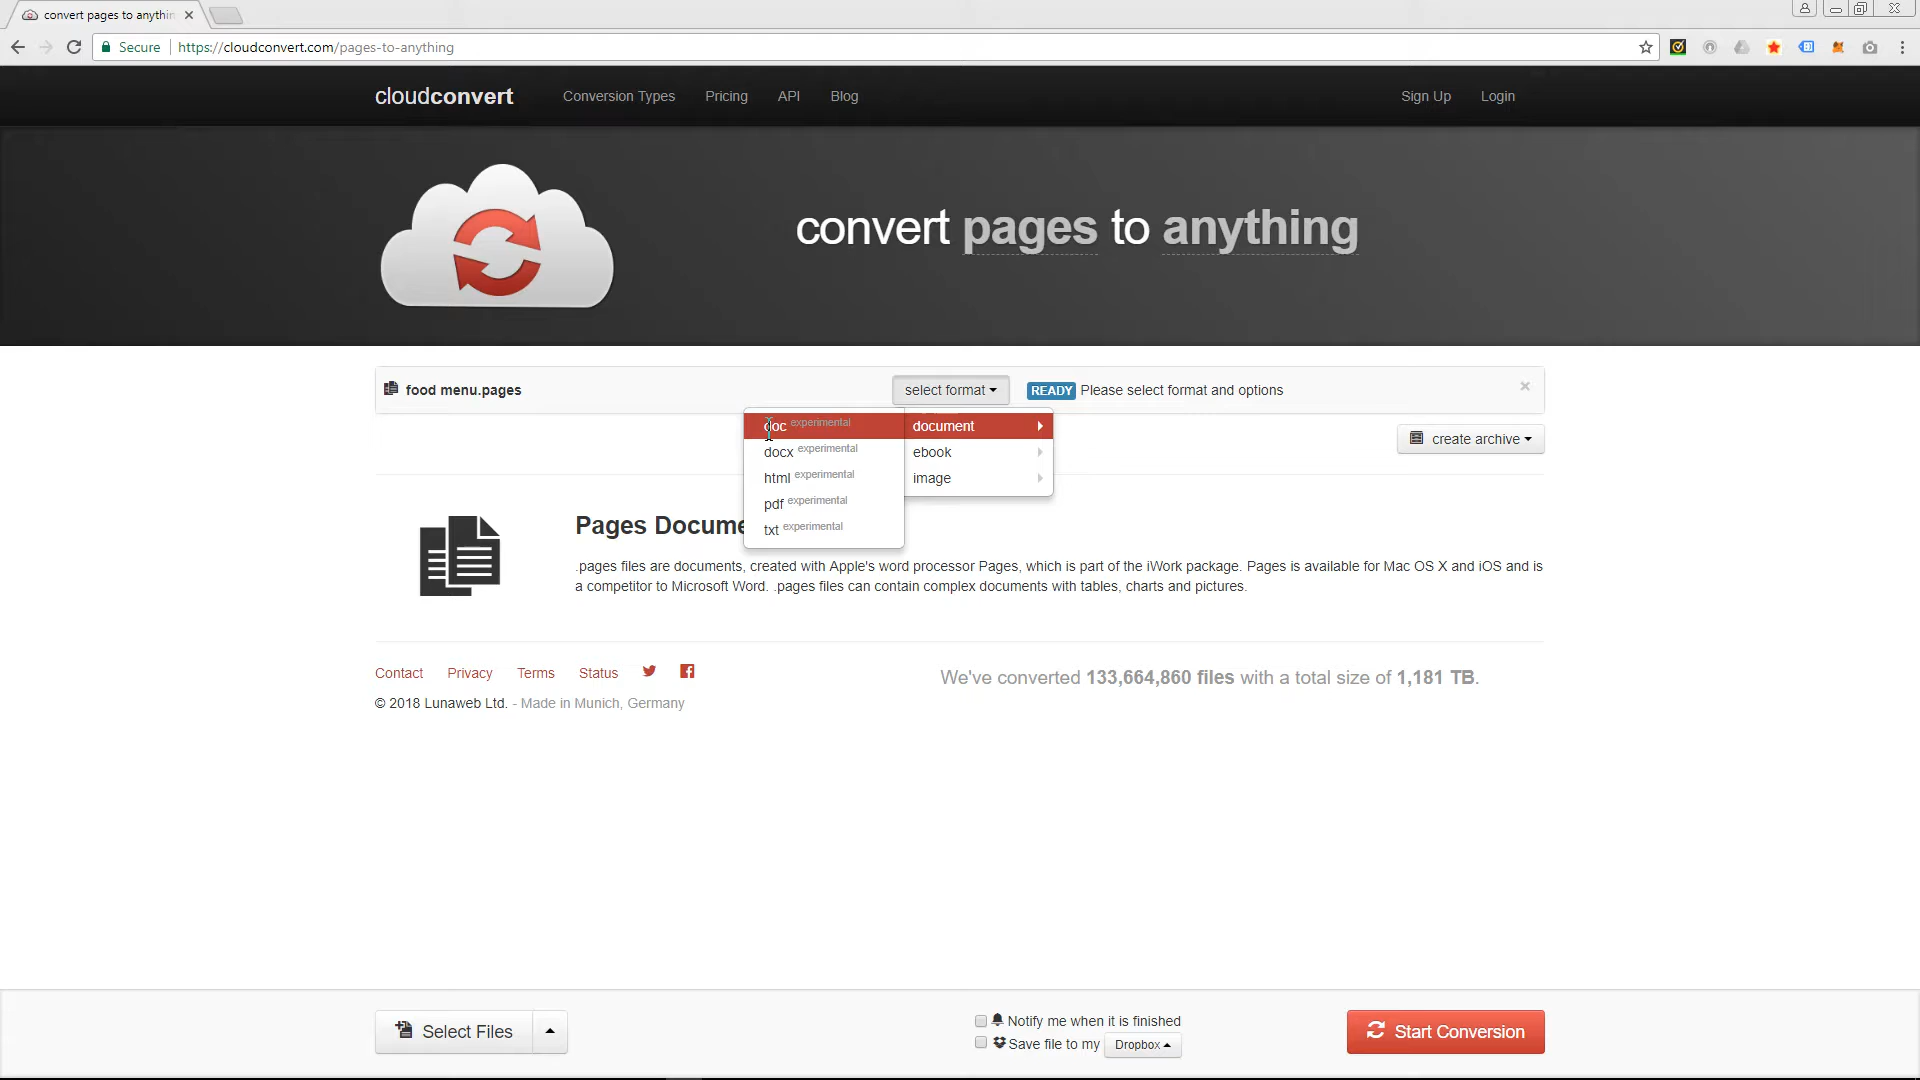 convert pages to anythin
Secure https://cloudconvert.com/pages-to-anything
cloudconvert Conversion Types Pricing API Blog Sign Up Login
convert pages to anything
food menu.pages select format READY Please select format and options ×
doc experimental document
docx experimental ebook
html experimental image
pdf experimental
txt experimental
create archive
Pages Docume
.pages files are documents, created with Apple's word processor Pages, which is part of the iWork package. Pages is available for Mac OS X and iOS and is
a competitor to Microsoft Word. .pages files can contain complex documents with tables, charts and pictures.
Contact Privacy Terms Status
We've converted 133,664,860 files with a total size of 1,181 TB.
© 2018 Lunaweb Ltd. - Made in Munich, Germany
Select Files
Notify me when it is finished
Save file to my Dropbox
Start Conversion